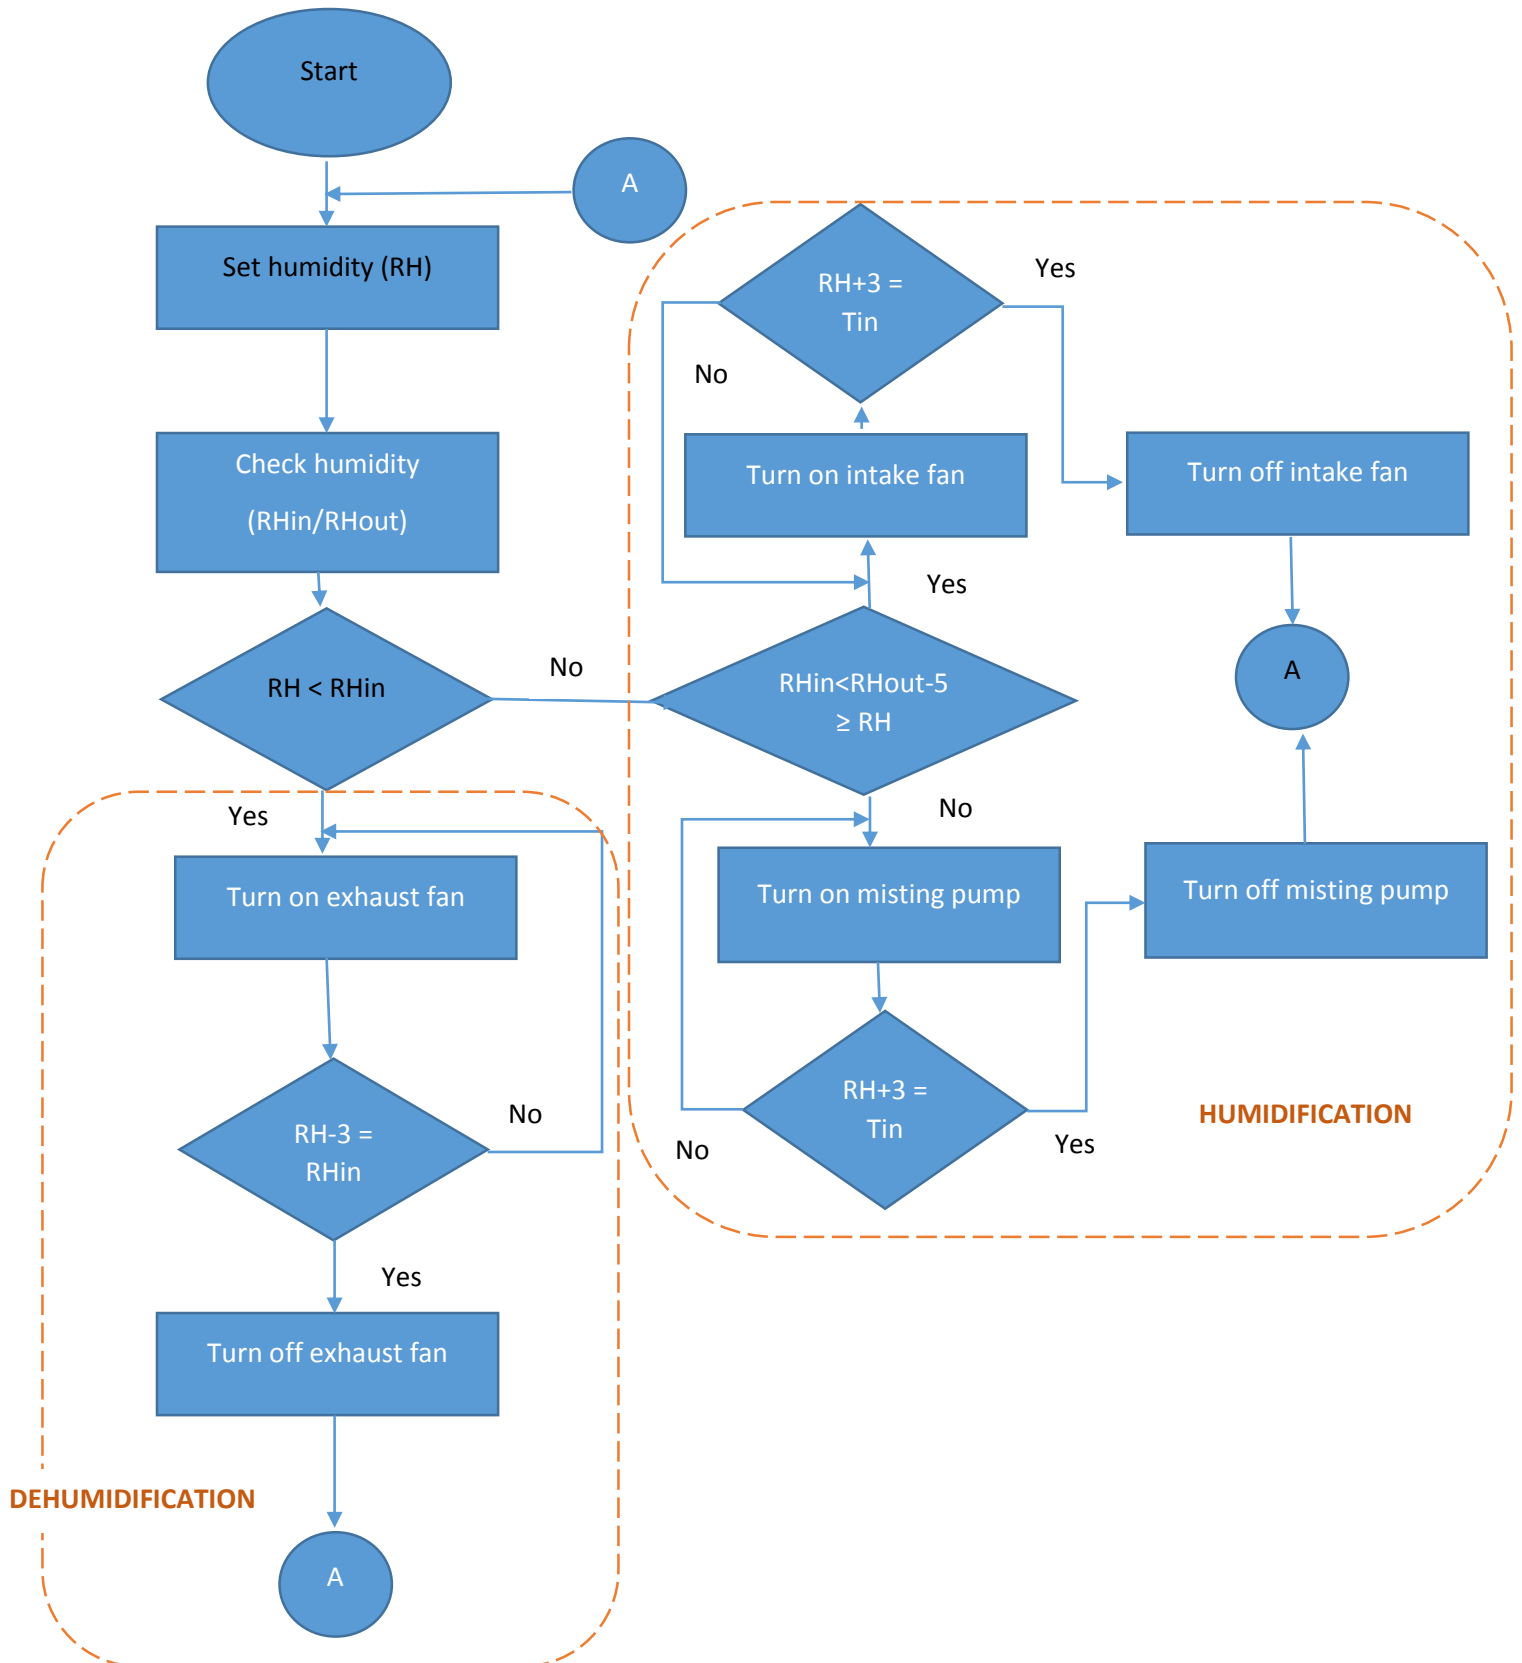 Start
A
Set humidity (RH)
Check humidity
(RHin/RHout)
RH < RHin
No
Yes
Turn on exhaust fan
RH-3 =
RHin
No
Yes
Turn off exhaust fan
DEHUMIDIFICATION
A
RH+3 =
Tin
Yes
No
Turn on intake fan
Turn off intake fan
Yes
RHin<RHout-5
≥ RH
A
No
Turn on misting pump
Turn off misting pump
RH+3 =
Tin
No
Yes
HUMIDIFICATION